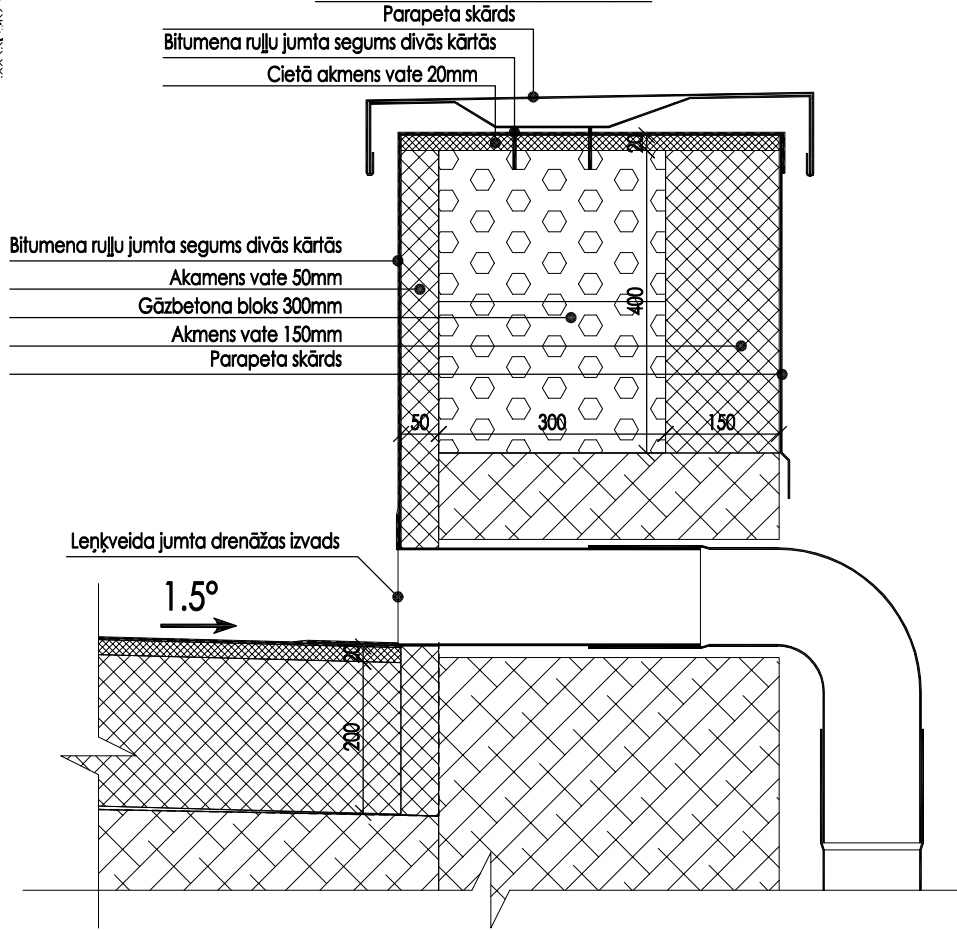 Parapeta skārds
Bitumena ruļļu jumta segums divās kārtās
Cietā akmens vate 20mm
20
Bitumena ruļļu jumta segums divās kārtās
Akamens vate 50mm
Gāzbetona bloks 300mm
400
Akmens vate 150mm
Parapeta skārds
50
300
150
Leņķveida jumta drenāžas izvads
1.5°
20
200